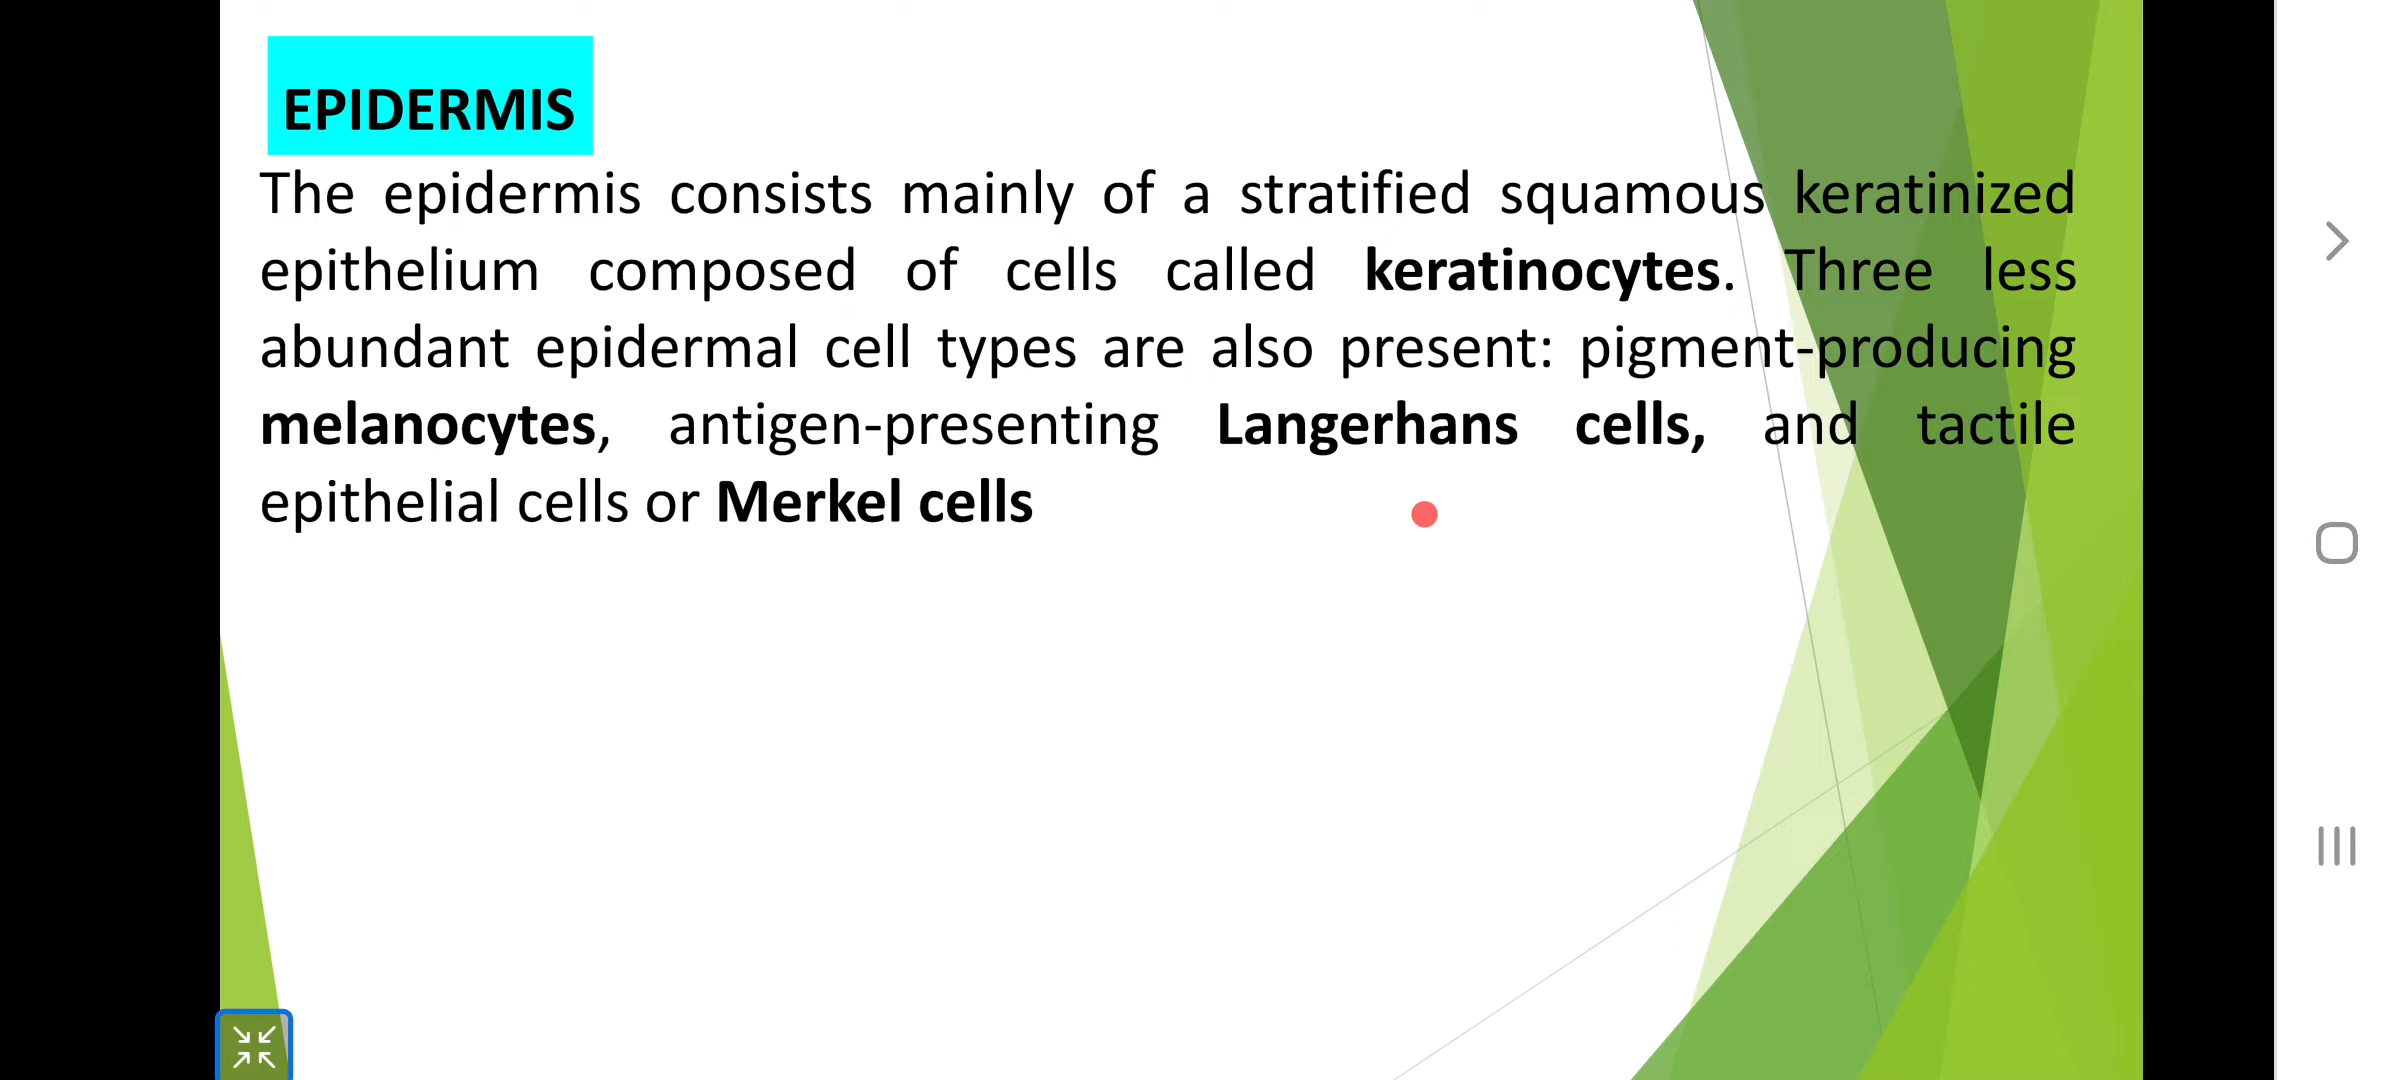 EPIDERMIS
The epidermis consists mainly of a stratified squamous keratinized
epithelium composed of cells called keratinocytes. Three less
abundant epidermal cell types are also present: pigment-producing
melanocytes, antigen-presenting Langerhans cells, and tactile
epithelial cells or Merkel cells